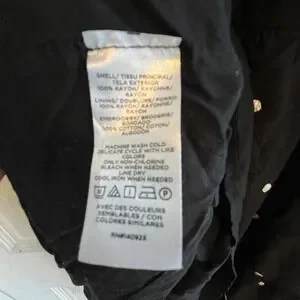 SHELL/ TISSU PRINCIPAL/
TELA EXTERIOR
100% RAYON/ RAYONNE/
RAYON
LINING/ DOUBLURE/ FORRO
100% RAYON/ RAYONNE/
RAYON
EMBROIDERY/ BRODERIE/
BORDADO
100% COTTON/ COTON/
ALGODÓN
MACHINE WASH COLD
DELICATE CYCLE WITH LIKE
COLORS
ONLY NON-CHLORINE
BLEACH WHEN NEEDED
LINE DRY
COOL IRON WHEN NEEDED
AVEC DES COULEURS
SEMBLABLES / CON
COLORES SIMILARES
RN#140923